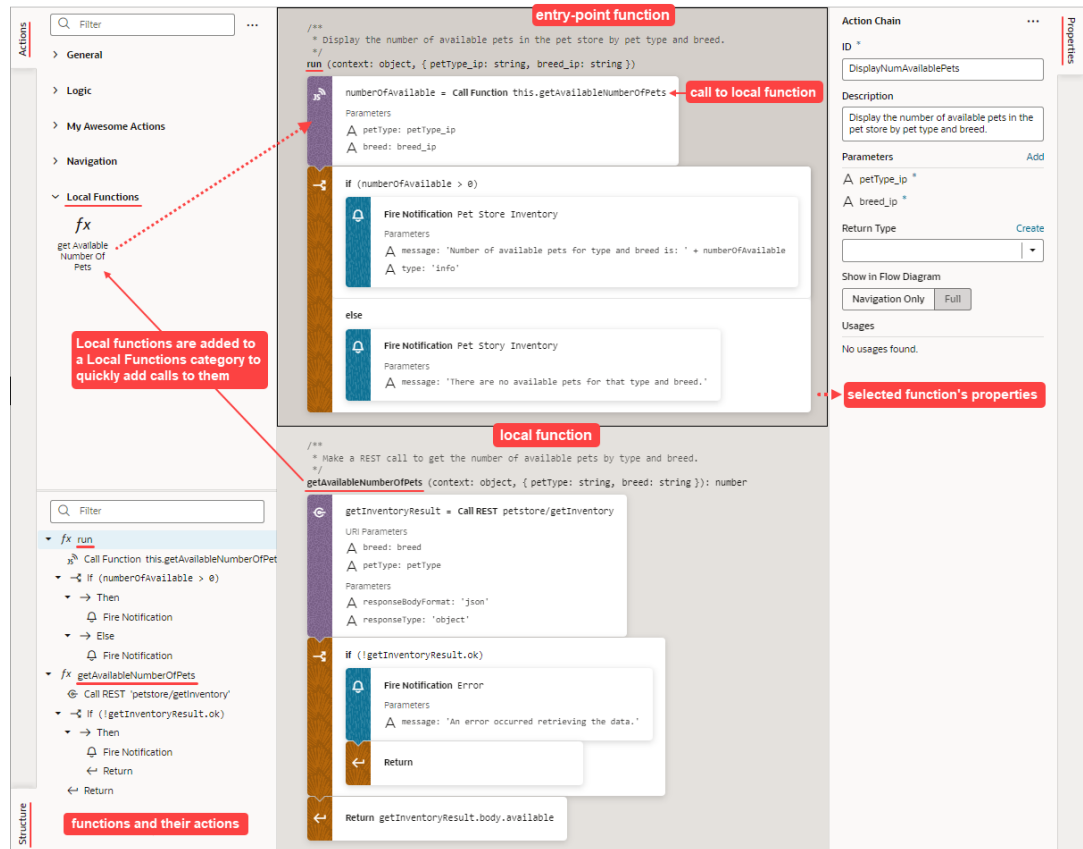 Actions
Filter
...
General
Logic
My Awesome Actions
Navigation
Local Functions
fx
get Available
Number Of
Pets
Local functions are added to
a Local Functions category to
quickly add calls to them
Filter
fx run
JS Call Function this.getAvailableNumberOfPet
If (numberOfAvailable > 0)
Then
Fire Notification
Else
Fire Notification
fx getAvailableNumberOfPets
Call REST 'petstore/getInventory'
If (!getInventoryResult.ok)
Then
Fire Notification
Return
Return
functions and their actions
Structure
entry-point function
/**
* Display the number of available pets in the pet store by pet type and breed.
*/
run (context: object, { petType_ip: string, breed_ip: string })
JS
numberOfAvailable = Call Function this.getAvailableNumberOfPets
call to local function
Parameters
A petType: petType_ip
A breed: breed_ip
if (numberOfAvailable > 0)
Fire Notification Pet Store Inventory
Parameters
A message: 'Number of available pets for type and breed is: ' + numberOfAvailable
A type: 'info'
else
Fire Notification Pet Story Inventory
Parameters
A message: 'There are no available pets for that type and breed.'
local function
/**
* Make a REST call to get the number of available pets by type and breed.
*/
getAvailableNumberOfPets (context: object, { petType: string, breed: string }): number
getInventoryResult = Call REST petstore/getInventory
URI Parameters
A breed: breed
A petType: petType
Parameters
A responseBodyFormat: 'json'
A responseType: 'object'
if (!getInventoryResult.ok)
Fire Notification Error
Parameters
A message: 'An error occurred retrieving the data.'
Return
Return getInventoryResult.body.available
Action Chain
...
ID *
DisplayNumAvailablePets
Description
Display the number of available pets in the
pet store by pet type and breed.
Parameters Add
A petType_ip *
A breed_ip *
Return Type Create
Show in Flow Diagram
Navigation Only Full
Usages
No usages found.
selected function's properties
Properties